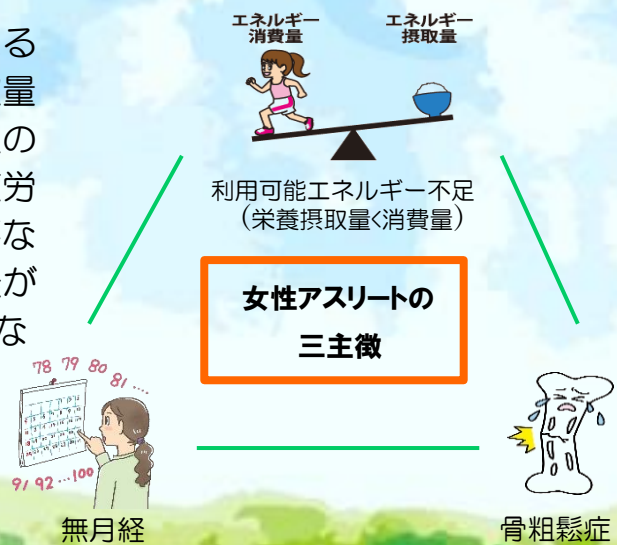 エネルギー
消費量
エネルギー
摂取量
る
量
の
労
な
が
な
利用可能エネルギー不足
(栄養摂取量<消費量)
女性アスリートの
三主徴
78 79 80 81....
91 92...100
無月経
骨粗鬆症